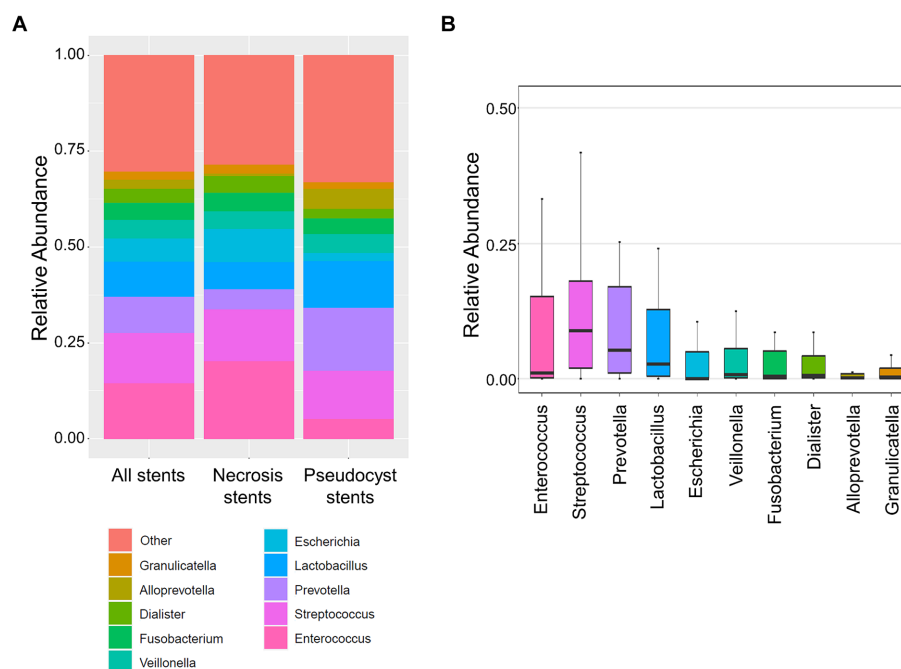 A
Relative Abundance
1.00
0.75
0.50
0.25
0.00
All stents
Necrosis
stents
Pseudocyst
stents
Other
Granulicatella
Alloprevotella
Dialister
Fusobacterium
Veillonella
Escherichia
Lactobacillus
Prevotella
Streptococcus
Enterococcus
B
Relative Abundance
0.50
0.25
0.00
Enterococcus
Streptococcus
Prevotella
Lactobacillus
Escherichia
Veillonella
Fusobacterium
Dialister
Alloprevotella
Granulicatella